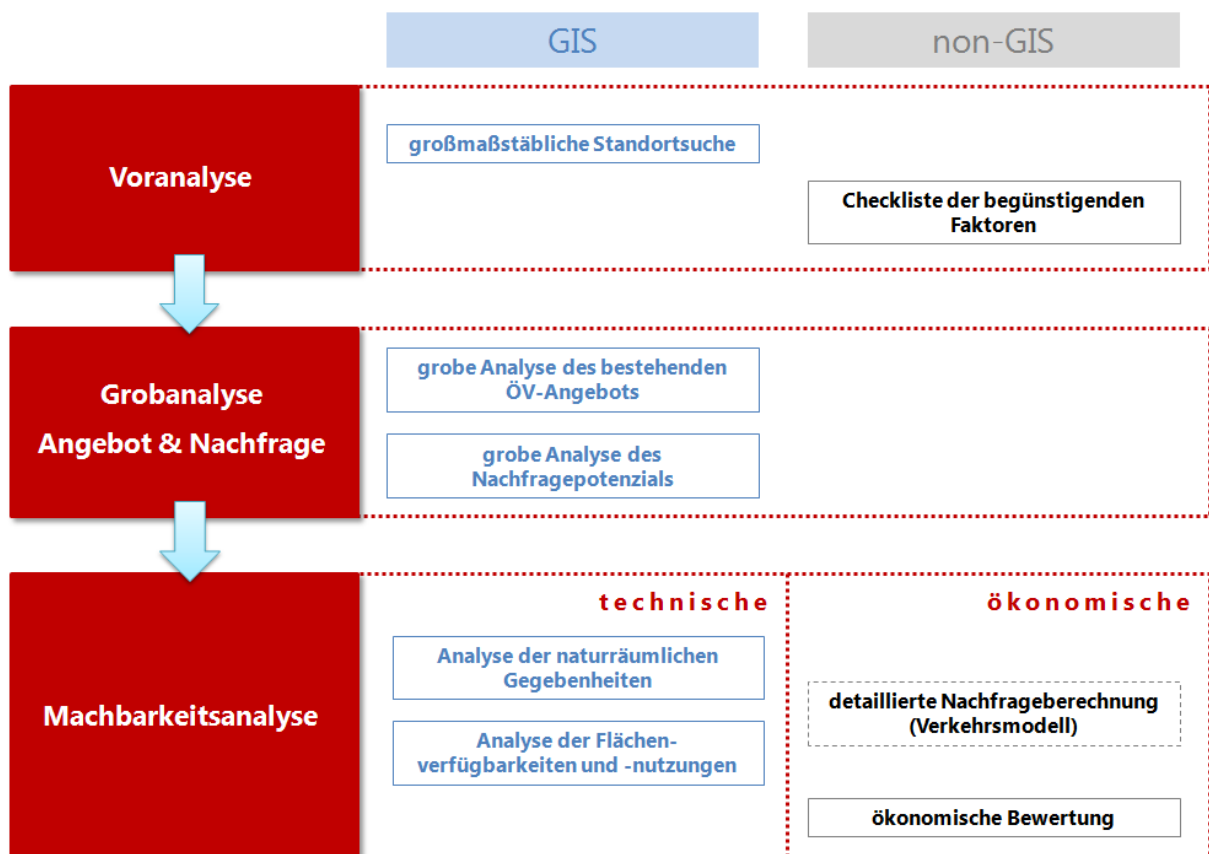 GIS
non-GIS
Voranalyse
großmaßstäbliche Standortsuche
Checkliste der begünstigenden
Faktoren
Grobanalyse
Angebot & Nachfrage
grobe Analyse des bestehenden
ÖV-Angebots
grobe Analyse des
Nachfragepotenzials
Machbarkeitsanalyse
technische
Analyse der naturräumlichen
Gegebenheiten
Analyse der Flächen-
verfügbarkeiten und -nutzungen
ökonomische
detaillierte Nachfrageberechnung
(Verkehrsmodell)
ökonomische Bewertung